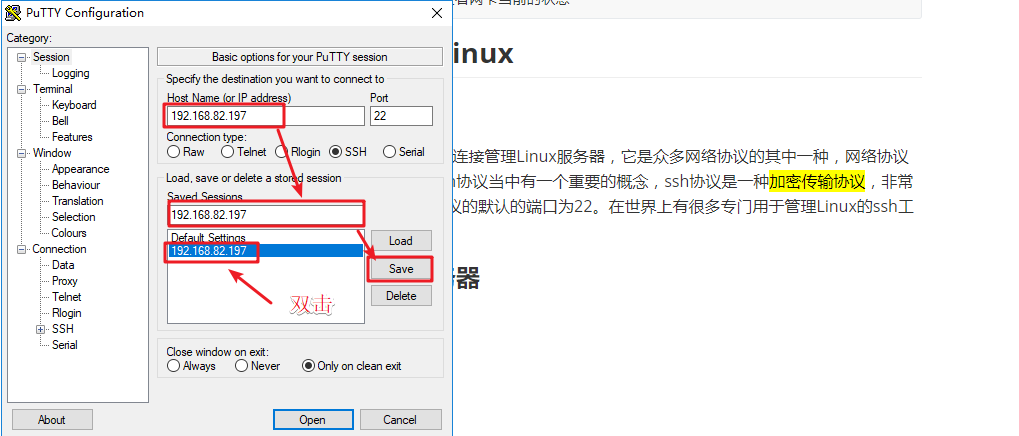 PuTTY Configuration
Category:
Session
Logging
Terminal
Keyboard
Bell
Features
Window
Appearance
Behaviour
Translation
Selection
Colours
Connection
Data
Proxy
Telnet
Rlogin
SSH
Serial
Basic options for your PuTTY session
Specify the destination you want to connect to
Host Name (or IP address) Port
192.168.82.197 22
Connection type:
Raw Telnet Rlogin SSH Serial
Load, save or delete a stored session
Saved Sessions
192.168.82.197
Default Settings
192.168.82.197
Load
Save
Delete
双击
Close window on exit:
Always Never Only on clean exit
About Open Cancel
网卡当前的状态
Linux
连接管理Linux服务器，它是众多网络协议的其中一种，网络协议
协议当中有一个重要的概念，ssh协议是一种加密传输协议，非常
议的默认的端口为22。在世界上有很多专门用于管理Linux的ssh工
务器